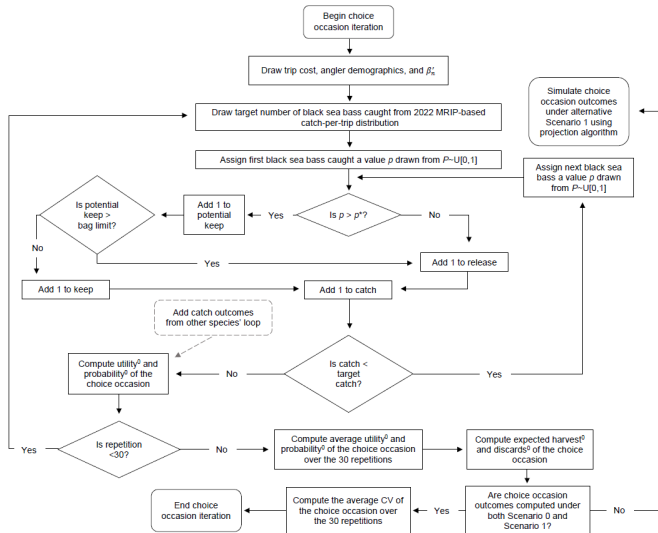 Begin choice
occasion iteration
Draw trip cost, angler demographics, and β′ₙ
Draw target number of black sea bass caught from 2022 MRIP-based
catch-per-trip distribution
Simulate choice
occasion outcomes
under alternative
Scenario 1 using
projection algorithm
Assign first black sea bass caught a value p drawn from P~U[0,1]
Assign next black sea
bass a value p drawn
from P~U[0,1]
Is potential
keep >
bag limit?
Add 1 to
potential
keep
Yes
Is p > p*?
No
No
Yes
Add 1 to release
Add 1 to keep
Add 1 to catch
Add catch outcomes
from other species' loop
Compute utility⁰ and
probability⁰ of the
choice occasion
No
Is catch <
target
catch?
Yes
Yes
Is repetition
<30?
No
Compute average utility⁰ and
probability⁰ of the choice occasion
over the 30 repetitions
Compute expected harvest⁰
and discards⁰ of the choice
occasion
End choice
occasion iteration
Compute the average CV of
the choice occasion over
the 30 repetitions
Yes
Are choice occasion
outcomes computed under
both Scenario 0 and
Scenario 1?
No